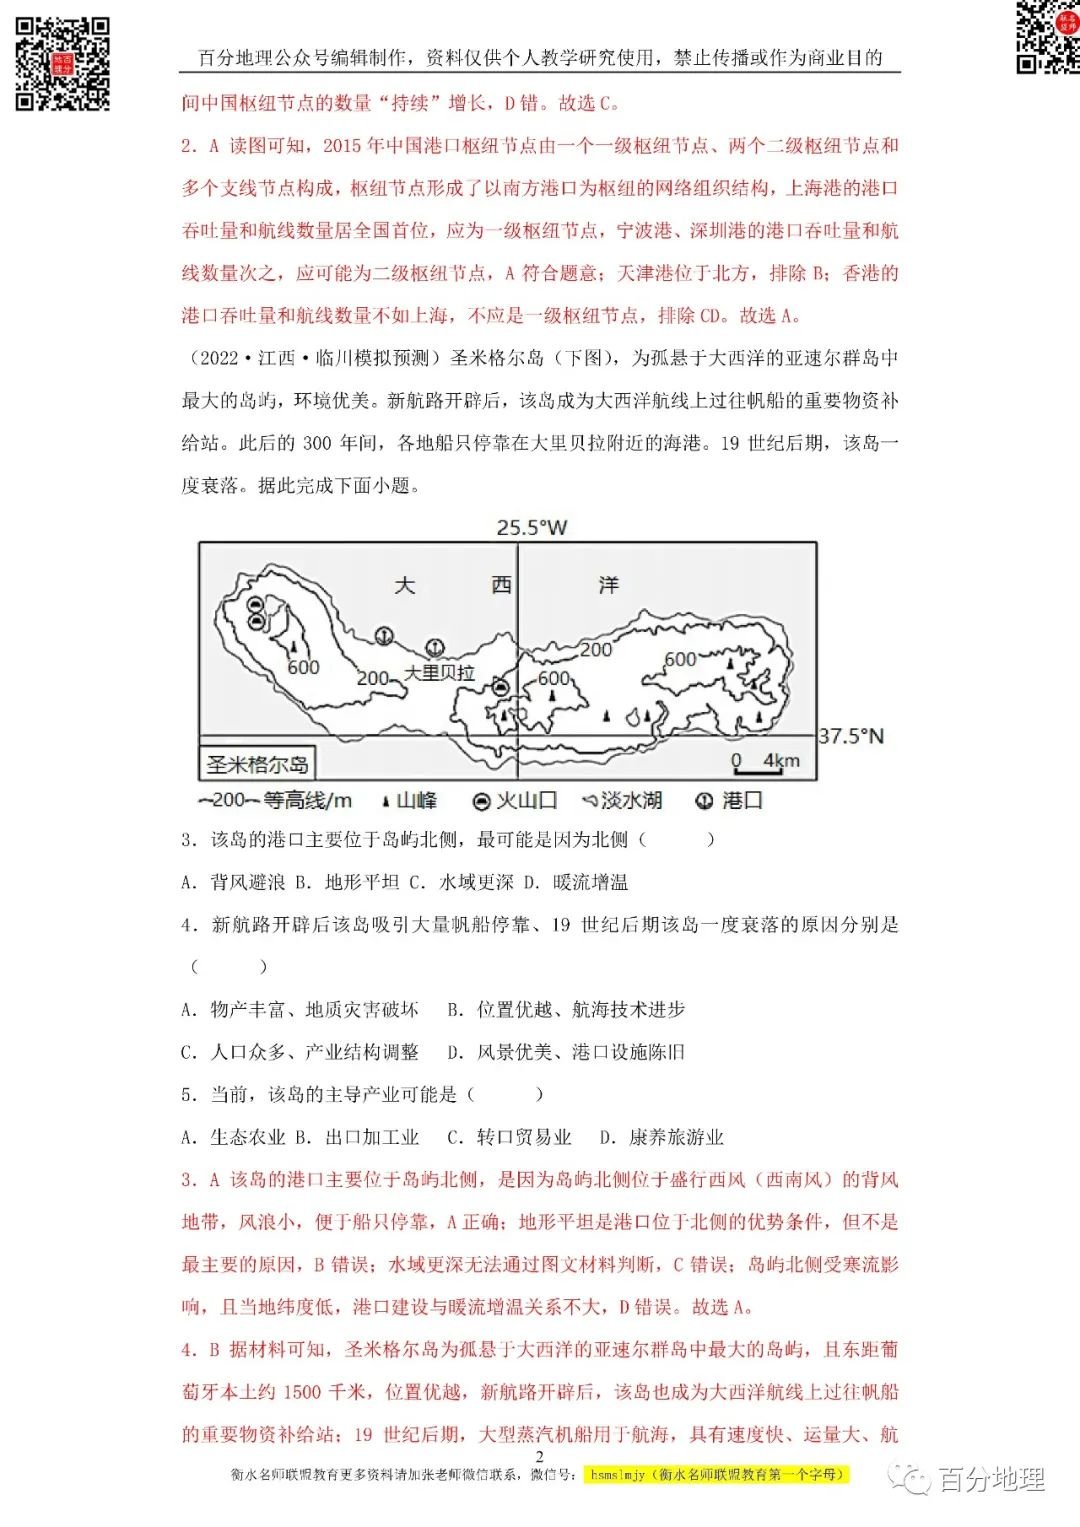 百分地理公众号编辑制作，资料仅供个人教学研究使用，禁止传播或作为商业目的
间中国枢纽节点的数量“持续”增长，D错。故选C。
2．A 读图可知，2015年中国港口枢纽节点由一个一级枢纽节点、两个二级枢纽节点和
多个支线节点构成，枢纽节点形成了以南方港口为枢纽的网络组织结构，上海港的港口
吞吐量和航线数量居全国首位，应为一级枢纽节点，宁波港、深圳港的港口吞吐量和航
线数量次之，应可能为二级枢纽节点，A 符合题意；天津港位于北方，排除 B；香港的
港口吞吐量和航线数量不如上海，不应是一级枢纽节点，排除CD。故选A。
（2022·江西·临川模拟预测）圣米格尔岛（下图），为孤悬于大西洋的亚速尔群岛中
最大的岛屿，环境优美。新航路开辟后，该岛成为大西洋航线上过往帆船的重要物资补
给站。此后的 300 年间，各地船只停靠在大里贝拉附近的海港。19 世纪后期，该岛一
度衰落。据此完成下面小题。
25.5°W
大 西 洋
600
200
大里贝拉
600
200
600
37.5°N
圣米格尔岛
0 4km
200 等高线/m 山峰 火山口 淡水湖 港口
3．该岛的港口主要位于岛屿北侧，最可能是因为北侧（ ）
A．背风避浪 B．地形平坦 C．水域更深 D．暖流增温
4．新航路开辟后该岛吸引大量帆船停靠、19 世纪后期该岛一度衰落的原因分别是
（ ）
A．物产丰富、地质灾害破坏 B．位置优越、航海技术进步
C．人口众多、产业结构调整 D．风景优美、港口设施陈旧
5．当前，该岛的主导产业可能是（ ）
A．生态农业 B．出口加工业 C．转口贸易业 D．康养旅游业
3．A 该岛的港口主要位于岛屿北侧，是因为岛屿北侧位于盛行西风（西南风）的背风
地带，风浪小，便于船只停靠，A正确；地形平坦是港口位于北侧的优势条件，但不是
最主要的原因，B 错误；水域更深无法通过图文材料判断，C 错误；岛屿北侧受寒流影
响，且当地纬度低，港口建设与暖流增温关系不大，D错误。故选A。
4．B 据材料可知，圣米格尔岛为孤悬于大西洋的亚速尔群岛中最大的岛屿，且东距葡
萄牙本土约 1500 千米，位置优越，新航路开辟后，该岛也成为大西洋航线上过往帆船
的重要物资补给站；19 世纪后期，大型蒸汽机船用于航海，具有速度快、运量大、航
2
衡水名师联盟教育更多资料请加张老师微信联系，微信号： hsmslmjy（衡水名师联盟教育第一个字母）
百分地理